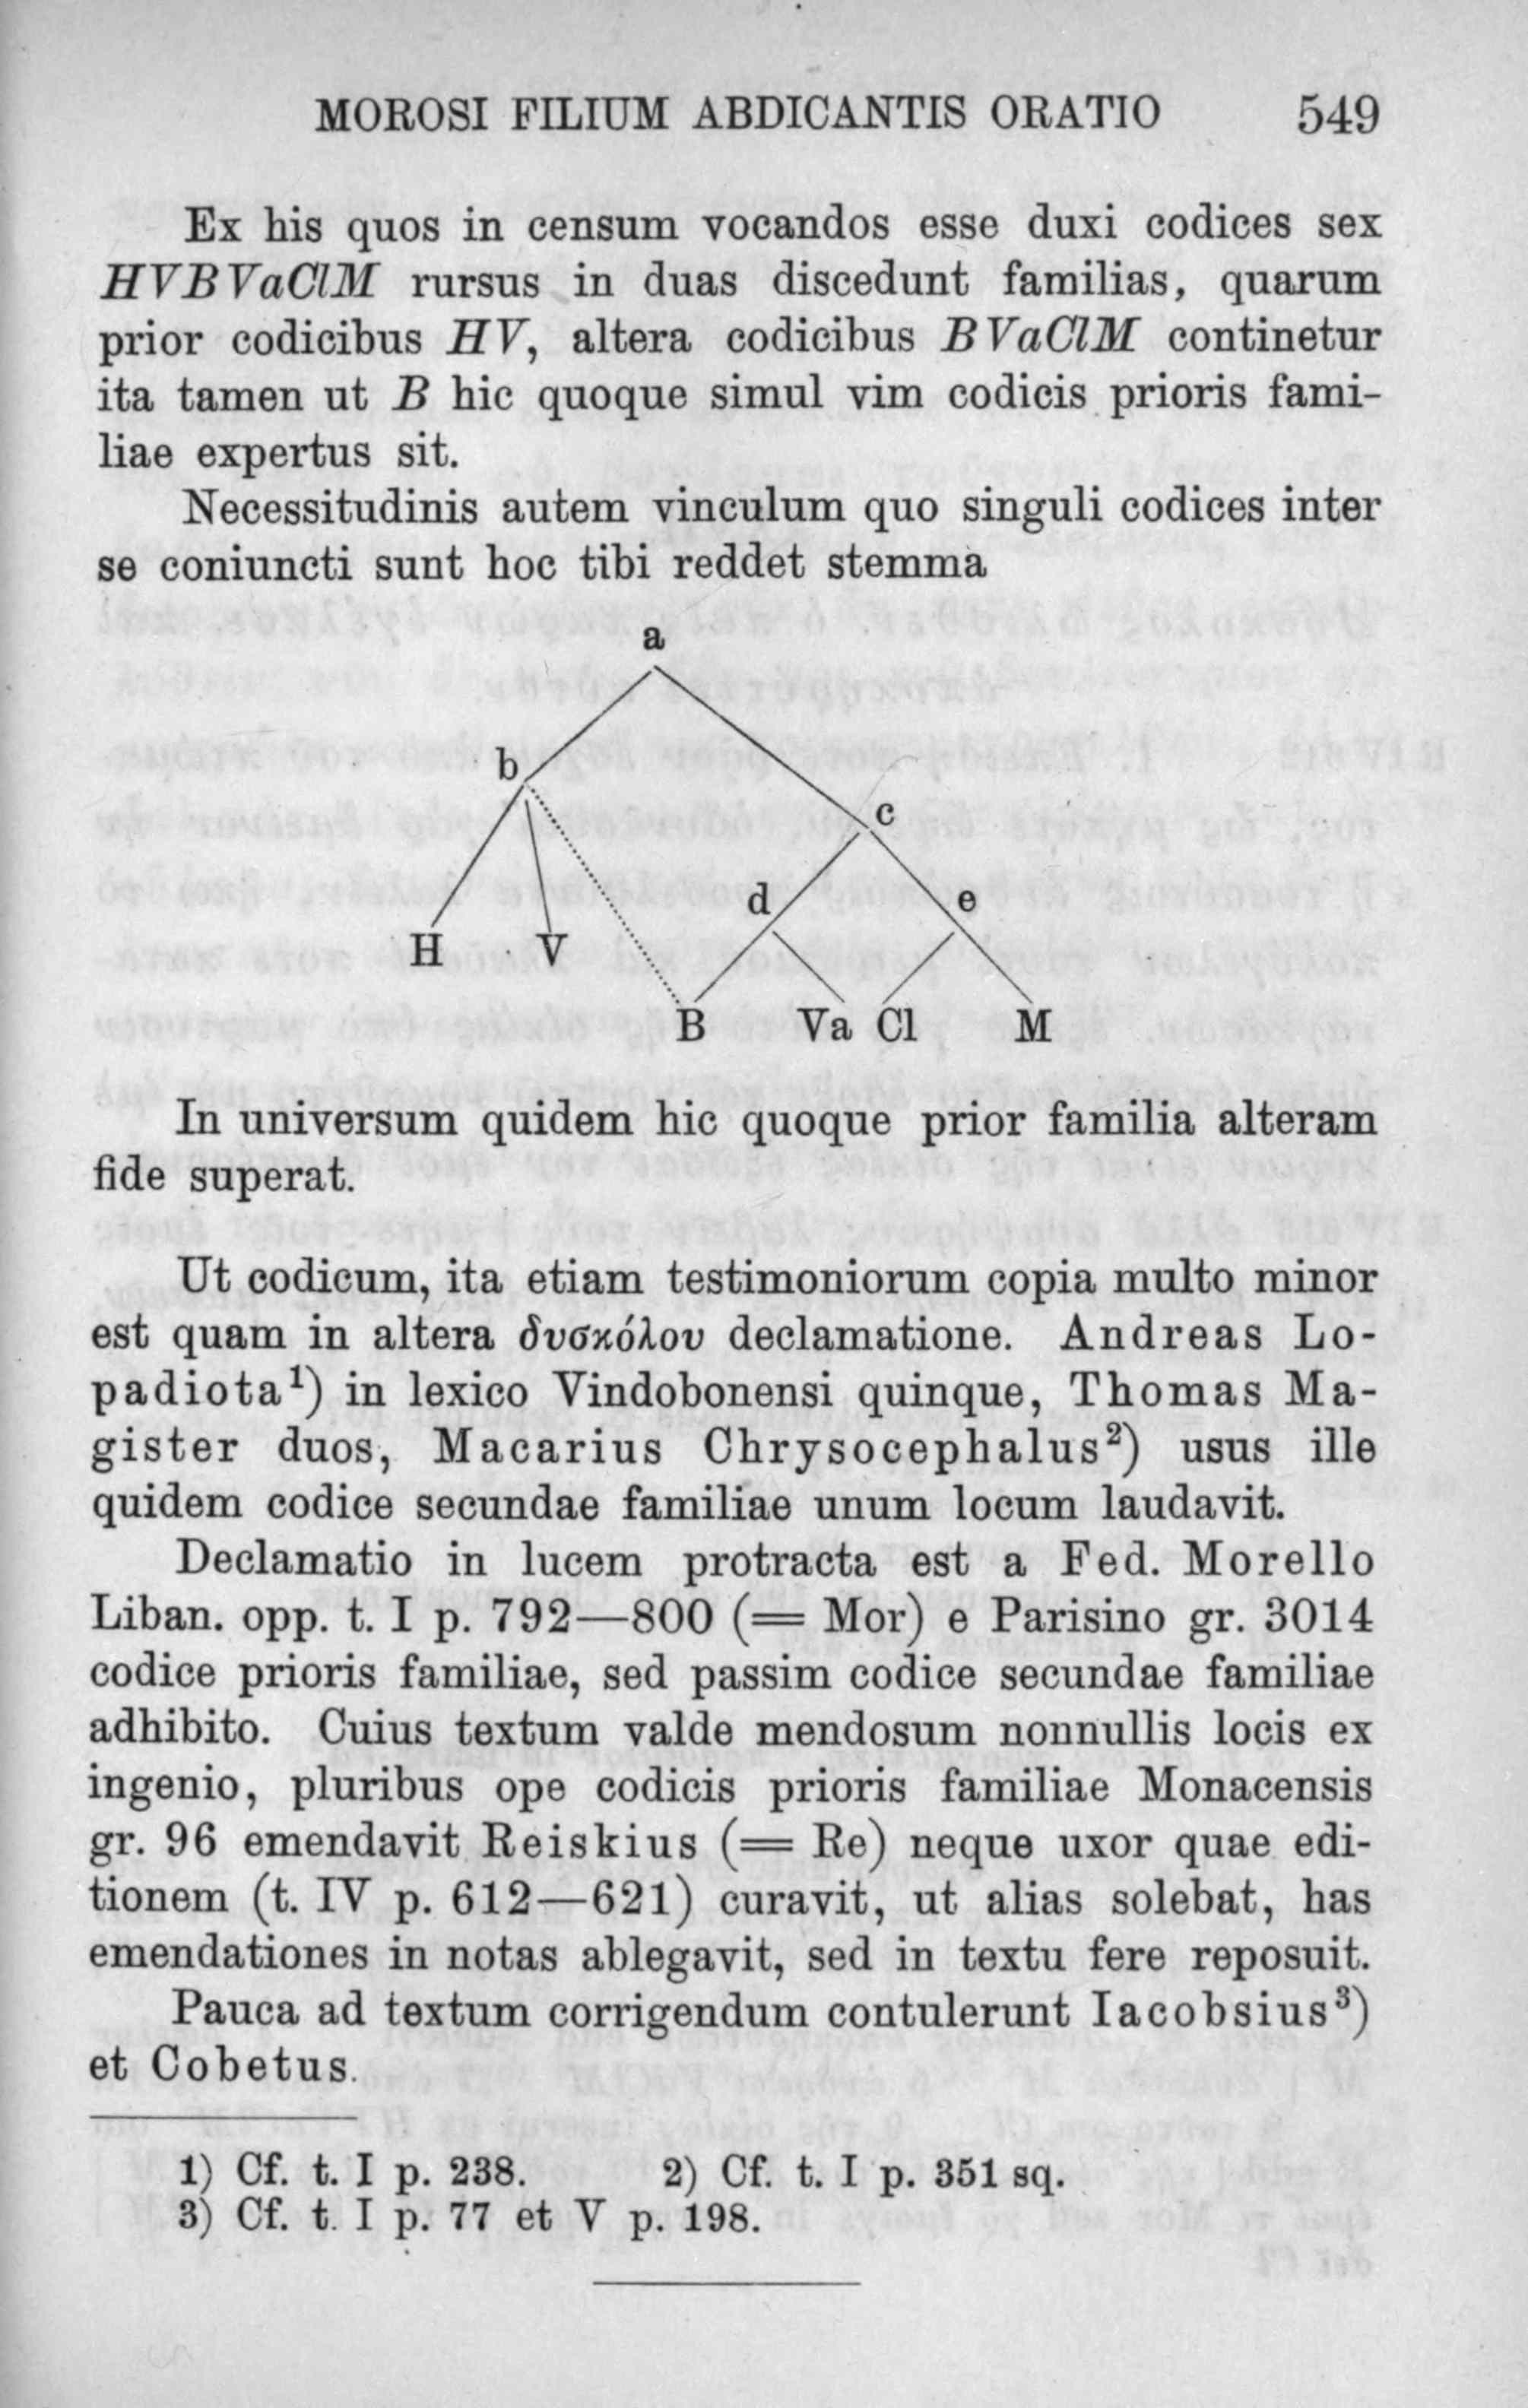 MOROSI FILIUM ABDICANTIS ORATIO 549
Ex his quos in censum vocandos esse duxi codices sex
HVBVaClM rursus in duas discedunt familias, quarum
prior codicibus HV, altera codicibus BVaClM continetur
ita tamen ut B hic quoque simul vim codicis prioris fami-
liae expertus sit.
Necessitudinis autem vinculum quo singuli codices inter
se coniuncti sunt hoc tibi reddet stemma
a
b
c
d e
H V
B Va Cl M
In universum quidem hic quoque prior familia alteram
fide superat.
Ut codicum, ita etiam testimoniorum copia multo minor
est quam in altera δυσκόλου declamatione. Andreas Lo-
padiota¹) in lexico Vindobonensi quinque, Thomas Ma-
gister duos, Macarius Chrysocephalus²) usus ille
quidem codice secundae familiae unum locum laudavit.
Declamatio in lucem protracta est a Fed. Morello
Liban. opp. t. I p. 792—800 (= Mor) e Parisino gr. 3014
codice prioris familiae, sed passim codice secundae familiae
adhibito. Cuius textum valde mendosum nonnullis locis ex
ingenio, pluribus ope codicis prioris familiae Monacensis
gr. 96 emendavit Reiskius (= Re) neque uxor quae edi-
tionem (t. IV p. 612—621) curavit, ut alias solebat, has
emendationes in notas ablegavit, sed in textu fere reposuit.
Pauca ad textum corrigendum contulerunt Iacobsius³)
et Cobetus.
1) Cf. t. I p. 238. 2) Cf. t. I p. 351 sq.
3) Cf. t. I p. 77 et V p. 198.